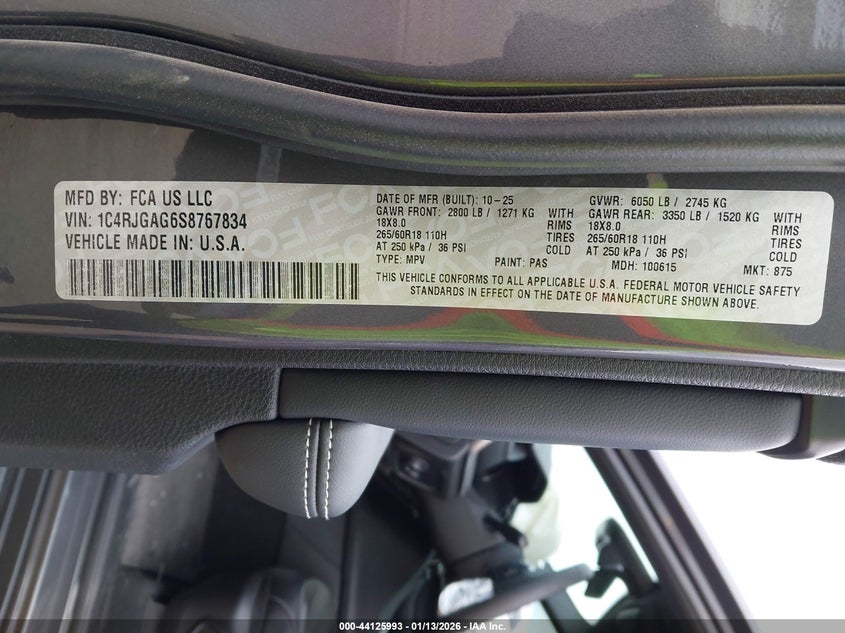 MFD BY: FCA US LLC
VIN: 1C4RJGAG6S8767834
VEHICLE MADE IN: U.S.A.
DATE OF MFR (BUILT): 10-25 GVWR: 6050 LB / 2745 KG
GAWR FRONT: 2800 LB / 1271 KG WITH GAWR REAR: 3350 LB / 1520 KG WITH
18X8.0 RIMS 18X8.0 RIMS
265/60R18 110H TIRES 265/60R18 110H TIRES
AT 250 kPa / 36 PSI COLD AT 250 kPa / 36 PSI COLD
TYPE: MPV PAINT: PAS MDH: 100615 MKT: 875
THIS VEHICLE CONFORMS TO ALL APPLICABLE U.S.A. FEDERAL MOTOR VEHICLE SAFETY
STANDARDS IN EFFECT ON THE DATE OF MANUFACTURE SHOWN ABOVE.
000-44125993 - 01/13/2026 - IAA Inc.